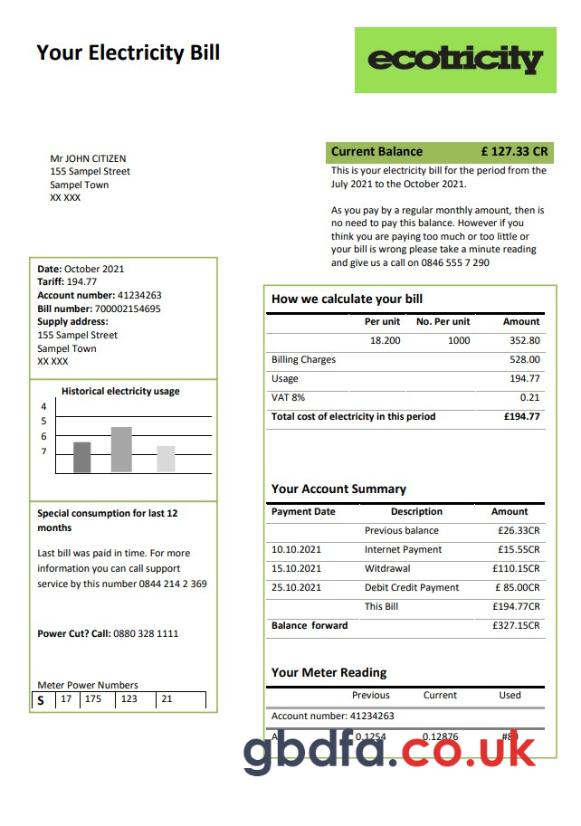 Your Electricity Bill
ecotricity
Mr JOHN CITIZEN
155 Sampel Street
Sampel Town
XX XXX
Current Balance £ 127.33 CR
This is your electricity bill for the period from the
July 2021 to the October 2021.
As you pay by a regular monthly amount, then is
no need to pay this balance. However if you
think you are paying too much or too little or
your bill is wrong please take a minute reading
and give us a call on 0846 555 7 290
Date: October 2021
Tariff: 194.77
Account number: 41234263
Bill number: 700002154695
Supply address:
155 Sampel Street
Sampel Town
XX XXX
Historical electricity usage
4
5
6
7
Special consumption for last 12
months
Last bill was paid in time. For more
information you can call support
service by this number 0844 214 2 369
Power Cut? Call: 0880 328 1111
Meter Power Numbers
S 17 175 123 21
How we calculate your bill
Per unit No. Per unit Amount
18.200 1000 352.80
Billing Charges 528.00
Usage 194.77
VAT 8% 0.21
Total cost of electricity in this period £194.77
Your Account Summary
Payment Date Description Amount
Previous balance £26.33CR
10.10.2021 Internet Payment £15.55CR
15.10.2021 Witdrawal £110.15CR
25.10.2021 Debit Credit Payment £ 85.00CR
This Bill £194.77CR
Balance forward £327.15CR
Your Meter Reading
Previous Current Used
Account number: 41234263
0.1254 0.12876
gbdfa.co.uk